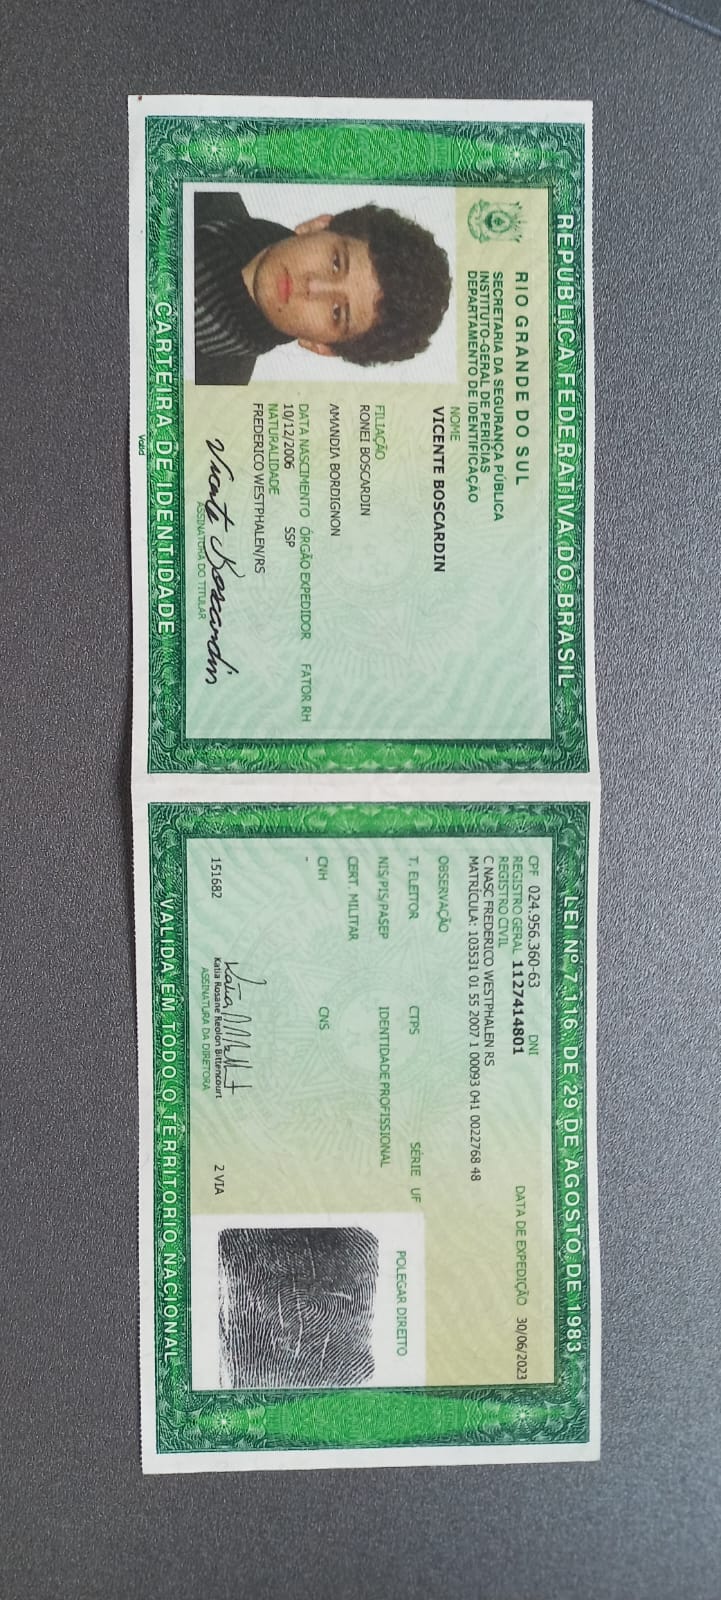 REPÚBLICA FEDERATIVA DO BRASIL
RIO GRANDE DO SUL
SECRETARIA DA SEGURANÇA PÚBLICA
INSTITUTO-GERAL DE PERÍCIAS
DEPARTAMENTO DE IDENTIFICAÇÃO
NOME
VICENTE BOSCARDIN
FILIAÇÃO
RONEI BOSCARDIN
AMANDIA BORDIGNON
DATA NASCIMENTO ÓRGÃO EXPEDIDOR FATOR RH
10/12/2006 SSP
NATURALIDADE
FREDERICO WESTPHALEN/RS
Vicente Boscardin
ASSINATURA DO TITULAR
CARTEIRA DE IDENTIDADE
Valid
LEI Nº 7.116, DE 29 DE AGOSTO DE 1983
CPF 024.956.360-63 DNI
REGISTRO GERAL 1127414801 DATA DE EXPEDIÇÃO 30/06/2023
REGISTRO CIVIL
C NASC FREDERICO WESTPHALEN RS
MATRÍCULA: 103531 01 55 2007 1 00093 041 0022768 48
OBSERVAÇÃO
T. ELEITOR CTPS SÉRIE UF
NIS/PIS/PASEP IDENTIDADE PROFISSIONAL
CERT. MILITAR
CNH CNS
-
POLEGAR DIREITO
151682
Katia Rosane Reolon Bittencourt
2 VIA
ASSINATURA DA DIRETORA
VALIDA EM TODO O TERRITÓRIO NACIONAL